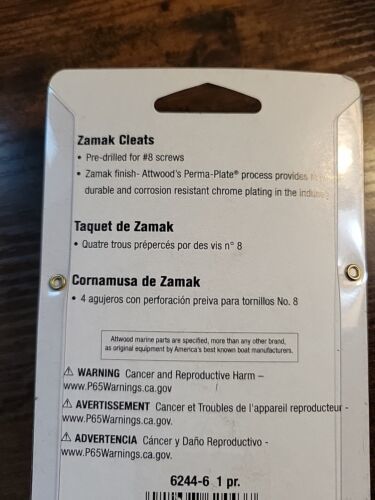 Zamak Cleats
• Pre-drilled for #8 screws
• Zamak finish- Attwood's Perma-Plate® process provides
durable and corrosion resistant chrome plating in the
Taquet de Zamak
• Quatre trous prépercés par des vis n° 8
Cornamusa de Zamak
• 4 agujeros con perforación preiva para tornillos No. 8
Attwood marine parts are specified, more than any other brand,
as original equipment by America's best known boat manufacturers.
⚠ WARNING Cancer and Reproductive Harm –
www.P65Warnings.ca.gov
⚠ AVERTISSEMENT Cancer et Troubles de l'appareil reproducteur -
www.P65Warnings.ca.gov.
⚠ ADVERTENCIA Cáncer y Daño Reproductivo -
www.P65Warnings.ca.gov.
6244-6 1 pr.